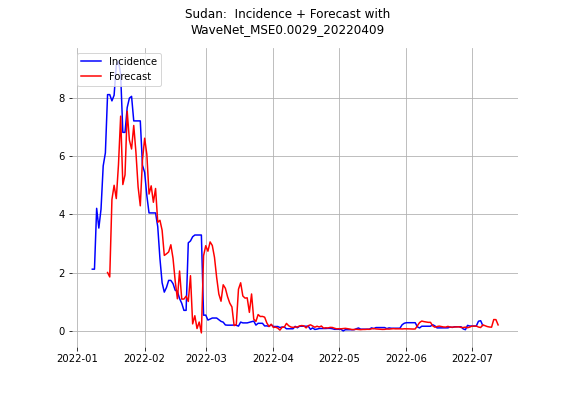 Sudan:  Incidence + Forecast with
WaveNet_MSE0.0029_20220409
Incidence
Forecast
8
6
4
2
0
2022-01 2022-02 2022-03 2022-04 2022-05 2022-06 2022-07